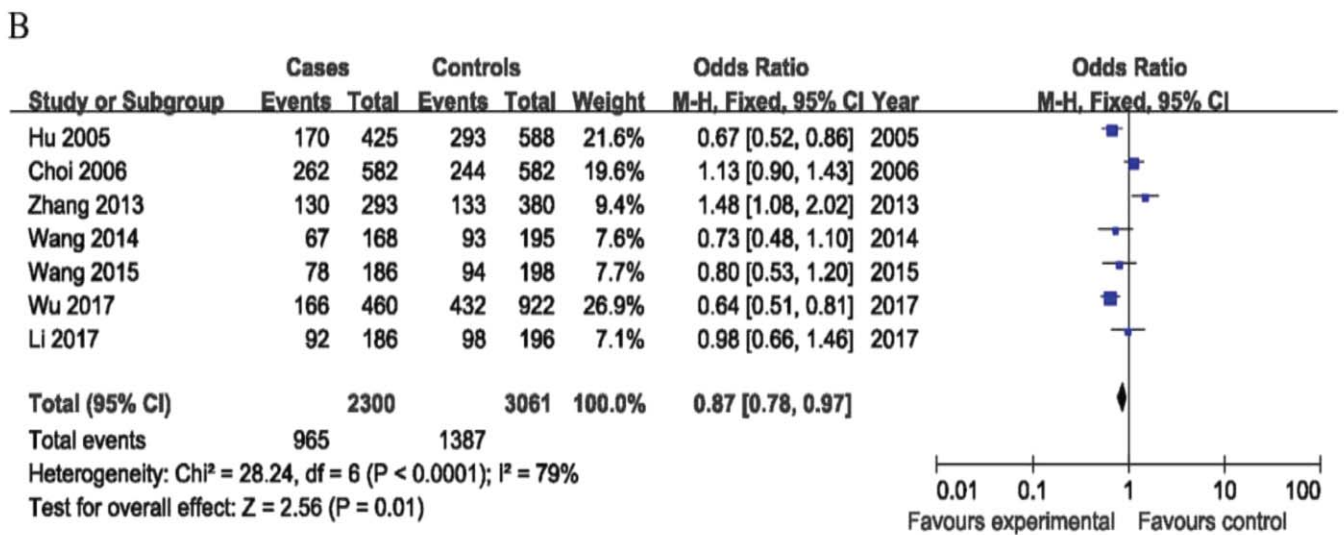 B
Cases Controls Odds Ratio Odds Ratio
Study or Subgroup Events Total Events Total Weight M-H, Fixed, 95% CI Year M-H, Fixed, 95% CI
Hu 2005 170 425 293 588 21.6% 0.67 [0.52, 0.86] 2005
Choi 2006 262 582 244 582 19.6% 1.13 [0.90, 1.43] 2006
Zhang 2013 130 293 133 380 9.4% 1.48 [1.08, 2.02] 2013
Wang 2014 67 168 93 195 7.6% 0.73 [0.48, 1.10] 2014
Wang 2015 78 186 94 198 7.7% 0.80 [0.53, 1.20] 2015
Wu 2017 166 460 432 922 26.9% 0.64 [0.51, 0.81] 2017
Li 2017 92 186 98 196 7.1% 0.98 [0.66, 1.46] 2017
Total (95% CI) 2300 3061 100.0% 0.87 [0.78, 0.97]
Total events 965 1387
Heterogeneity: Chi² = 28.24, df = 6 (P < 0.0001); I² = 79%
Test for overall effect: Z = 2.56 (P = 0.01)
0.01 0.1 1 10 100
Favours experimental Favours control